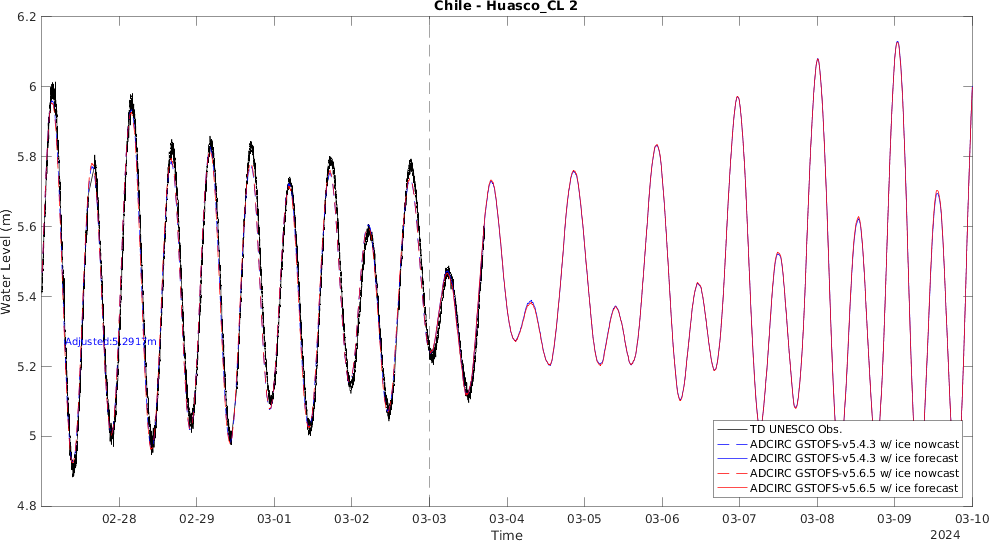 Chile - Huasco_CL 2
6.2
6
5.8
5.6
5.4
5.2
5
4.8
Water Level (m)
Adjusted:5.2917m
TD UNESCO Obs.
ADCIRC GSTOFS-v5.4.3 w/ ice nowcast
ADCIRC GSTOFS-v5.4.3 w/ ice forecast
ADCIRC GSTOFS-v5.6.5 w/ ice nowcast
ADCIRC GSTOFS-v5.6.5 w/ ice forecast
02-28 02-29 03-01 03-02 03-03 03-04 03-05 03-06 03-07 03-08 03-09 03-10
Time
2024